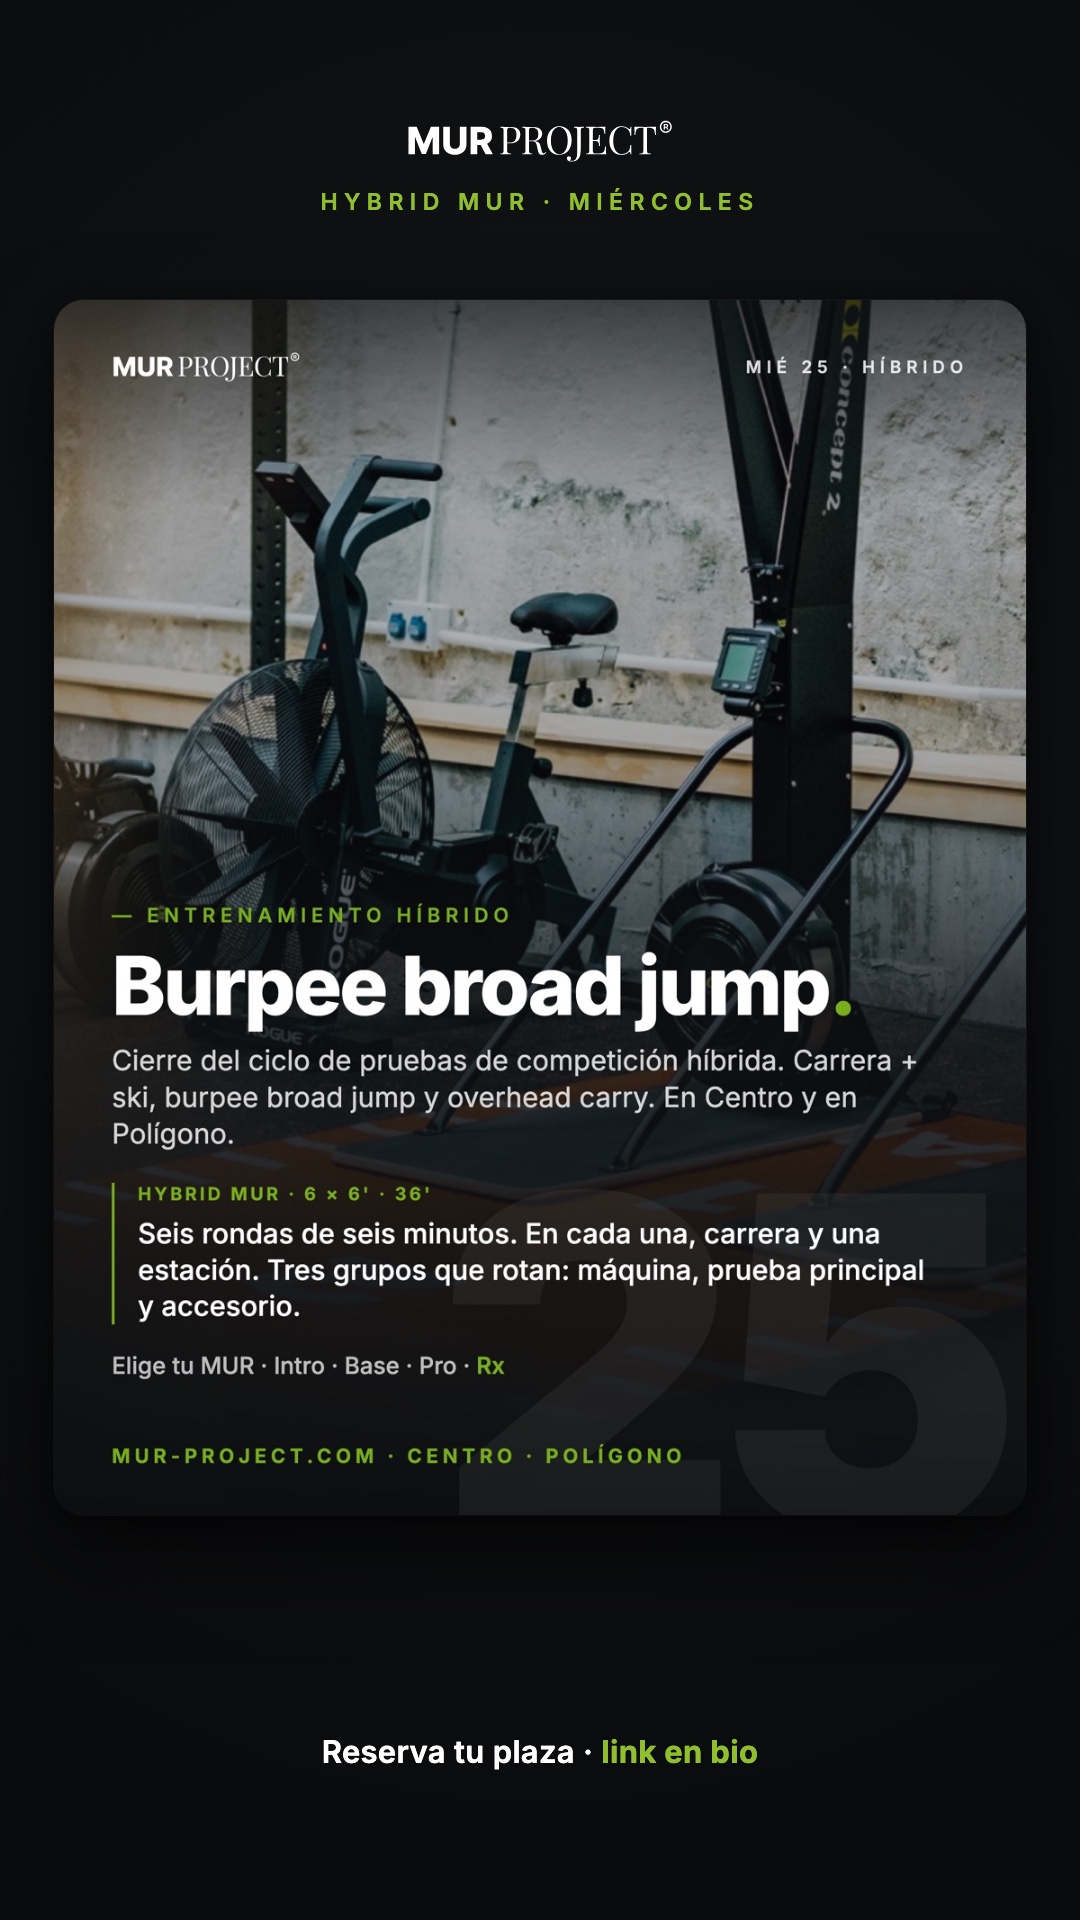 MUR PROJECT®
HYBRID MUR · MIÉRCOLES
MUR PROJECT®
MIÉ 25 · HÍBRIDO
concept 2
— ENTRENAMIENTO HÍBRIDO
ROGUE
Burpee broad jump.
ROGUE
Cierre del ciclo de pruebas de competición híbrida. Carrera +
ski, burpee broad jump y overhead carry. En Centro y en
Polígono.
HYBRID MUR · 6 × 6' · 36'
Seis rondas de seis minutos. En cada una, carrera y una
estación. Tres grupos que rotan: máquina, prueba principal
y accesorio.
25
Elige tu MUR · Intro · Base · Pro · Rx
MUR-PROJECT.COM · CENTRO · POLÍGONO
Reserva tu plaza · link en bio